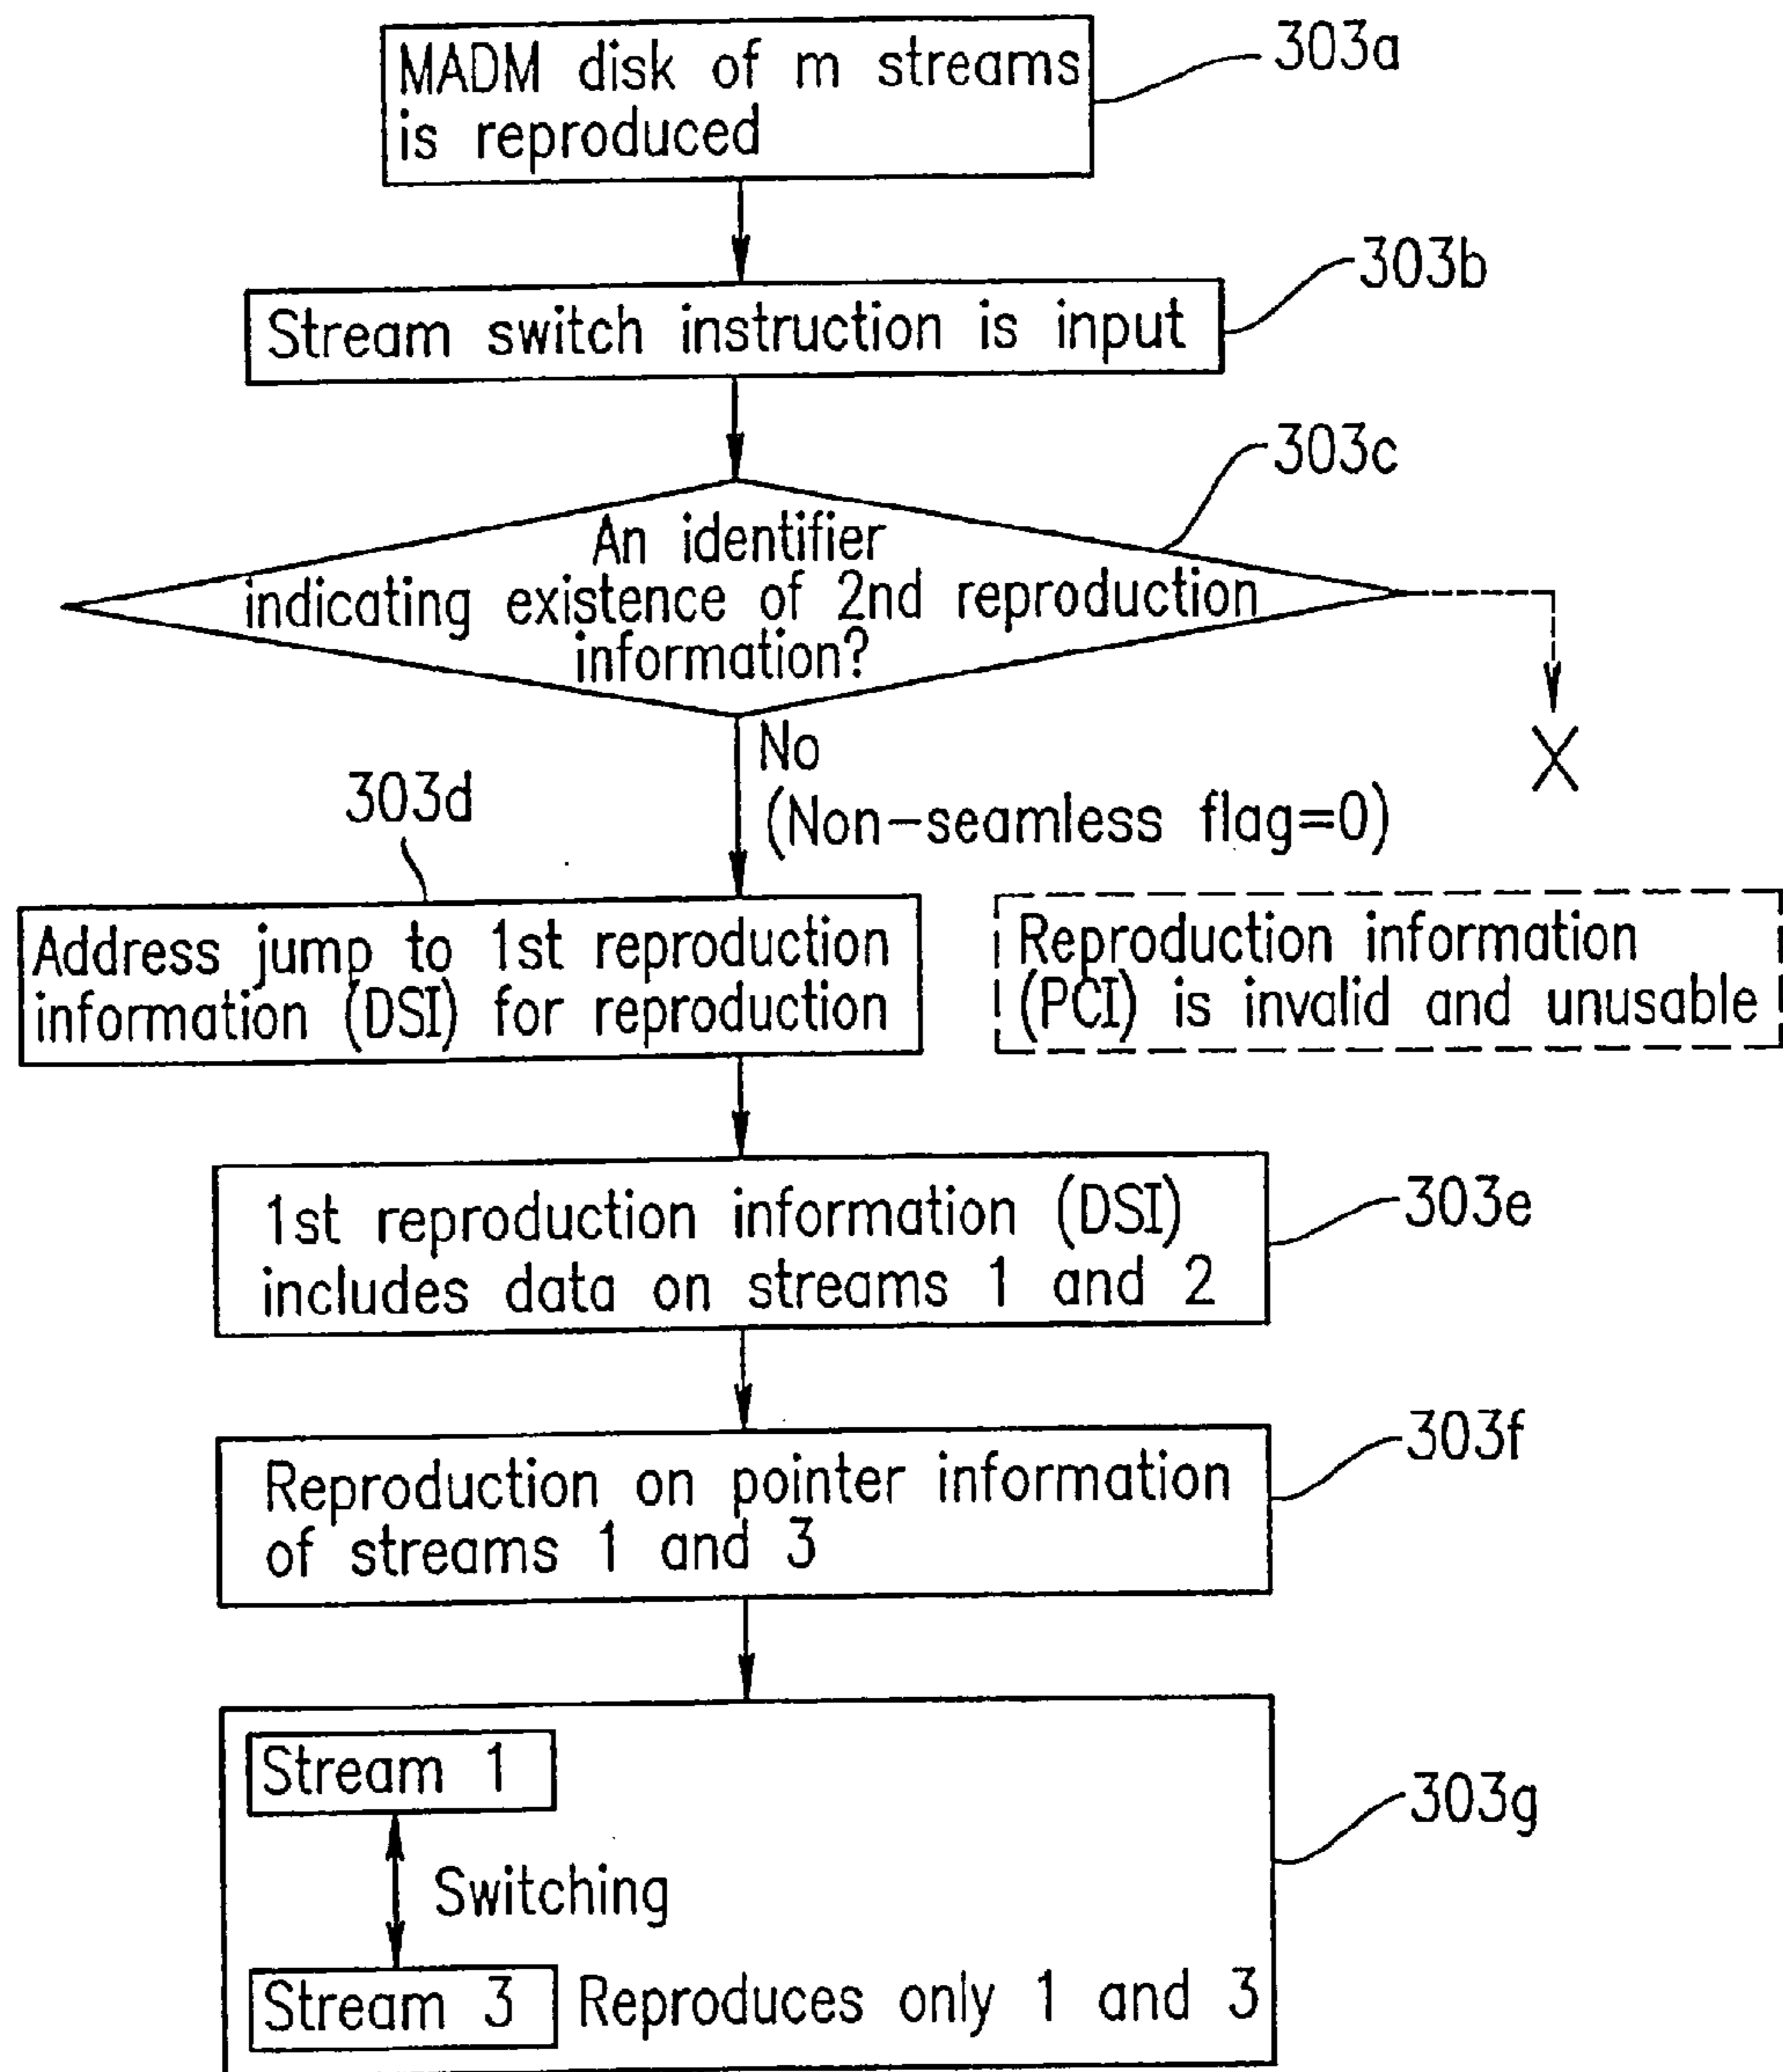 MADM disk of m streams
is reproduced
303a
303b
Stream switch instruction is input
303c
An identifier
indicating existence of 2nd reproduction
information?
No
(Non-seamless flag=0)
X
303d
Address jump to 1st reproduction
information (DSI) for reproduction
Reproduction information
(PCI) is invalid and unusable
1st reproduction information (DSI)
includes data on streams 1 and 2
303e
Reproduction on pointer information
of streams 1 and 3
303f
Stream 1
Switching
303g
Stream 3 Reproduces only 1 and 3